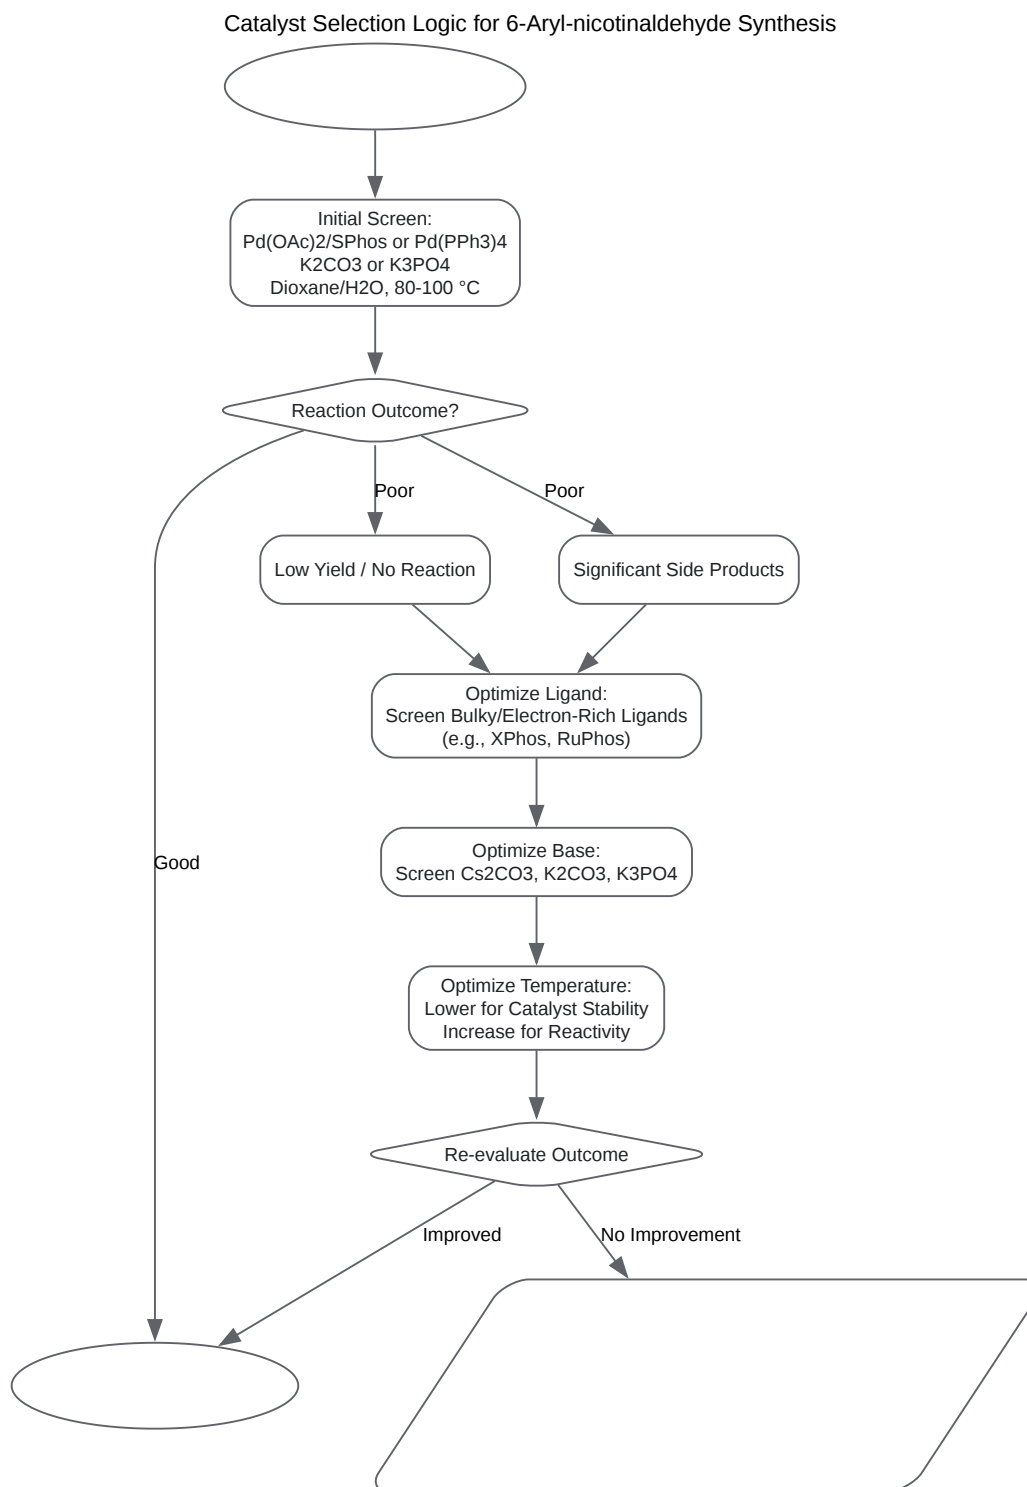 Catalyst Selection Logic for 6-Aryl-nicotinaldehyde Synthesis
Initial Screen:
Pd(OAc)2/SPhos or Pd(PPh3)4
K2CO3 or K3PO4
Dioxane/H2O, 80-100 °C
Reaction Outcome?
Poor
Poor
Low Yield / No Reaction
Significant Side Products
Optimize Ligand:
Screen Bulky/Electron-Rich Ligands
(e.g., XPhos, RuPhos)
Optimize Base:
Screen Cs2CO3, K2CO3, K3PO4
Good
Optimize Temperature:
Lower for Catalyst Stability
Increase for Reactivity
Re-evaluate Outcome
Improved
No Improvement